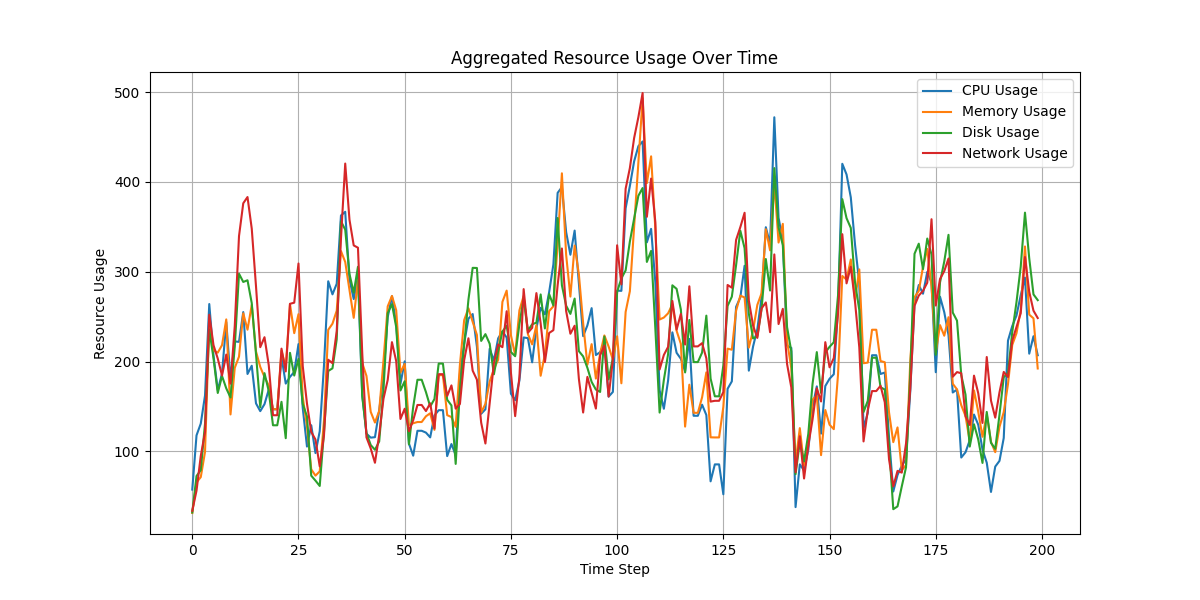 Aggregated Resource Usage Over Time
500
400
300
200
100
Resource Usage
CPU Usage
Memory Usage
Disk Usage
Network Usage
0 25 50 75 100 125 150 175 200
Time Step